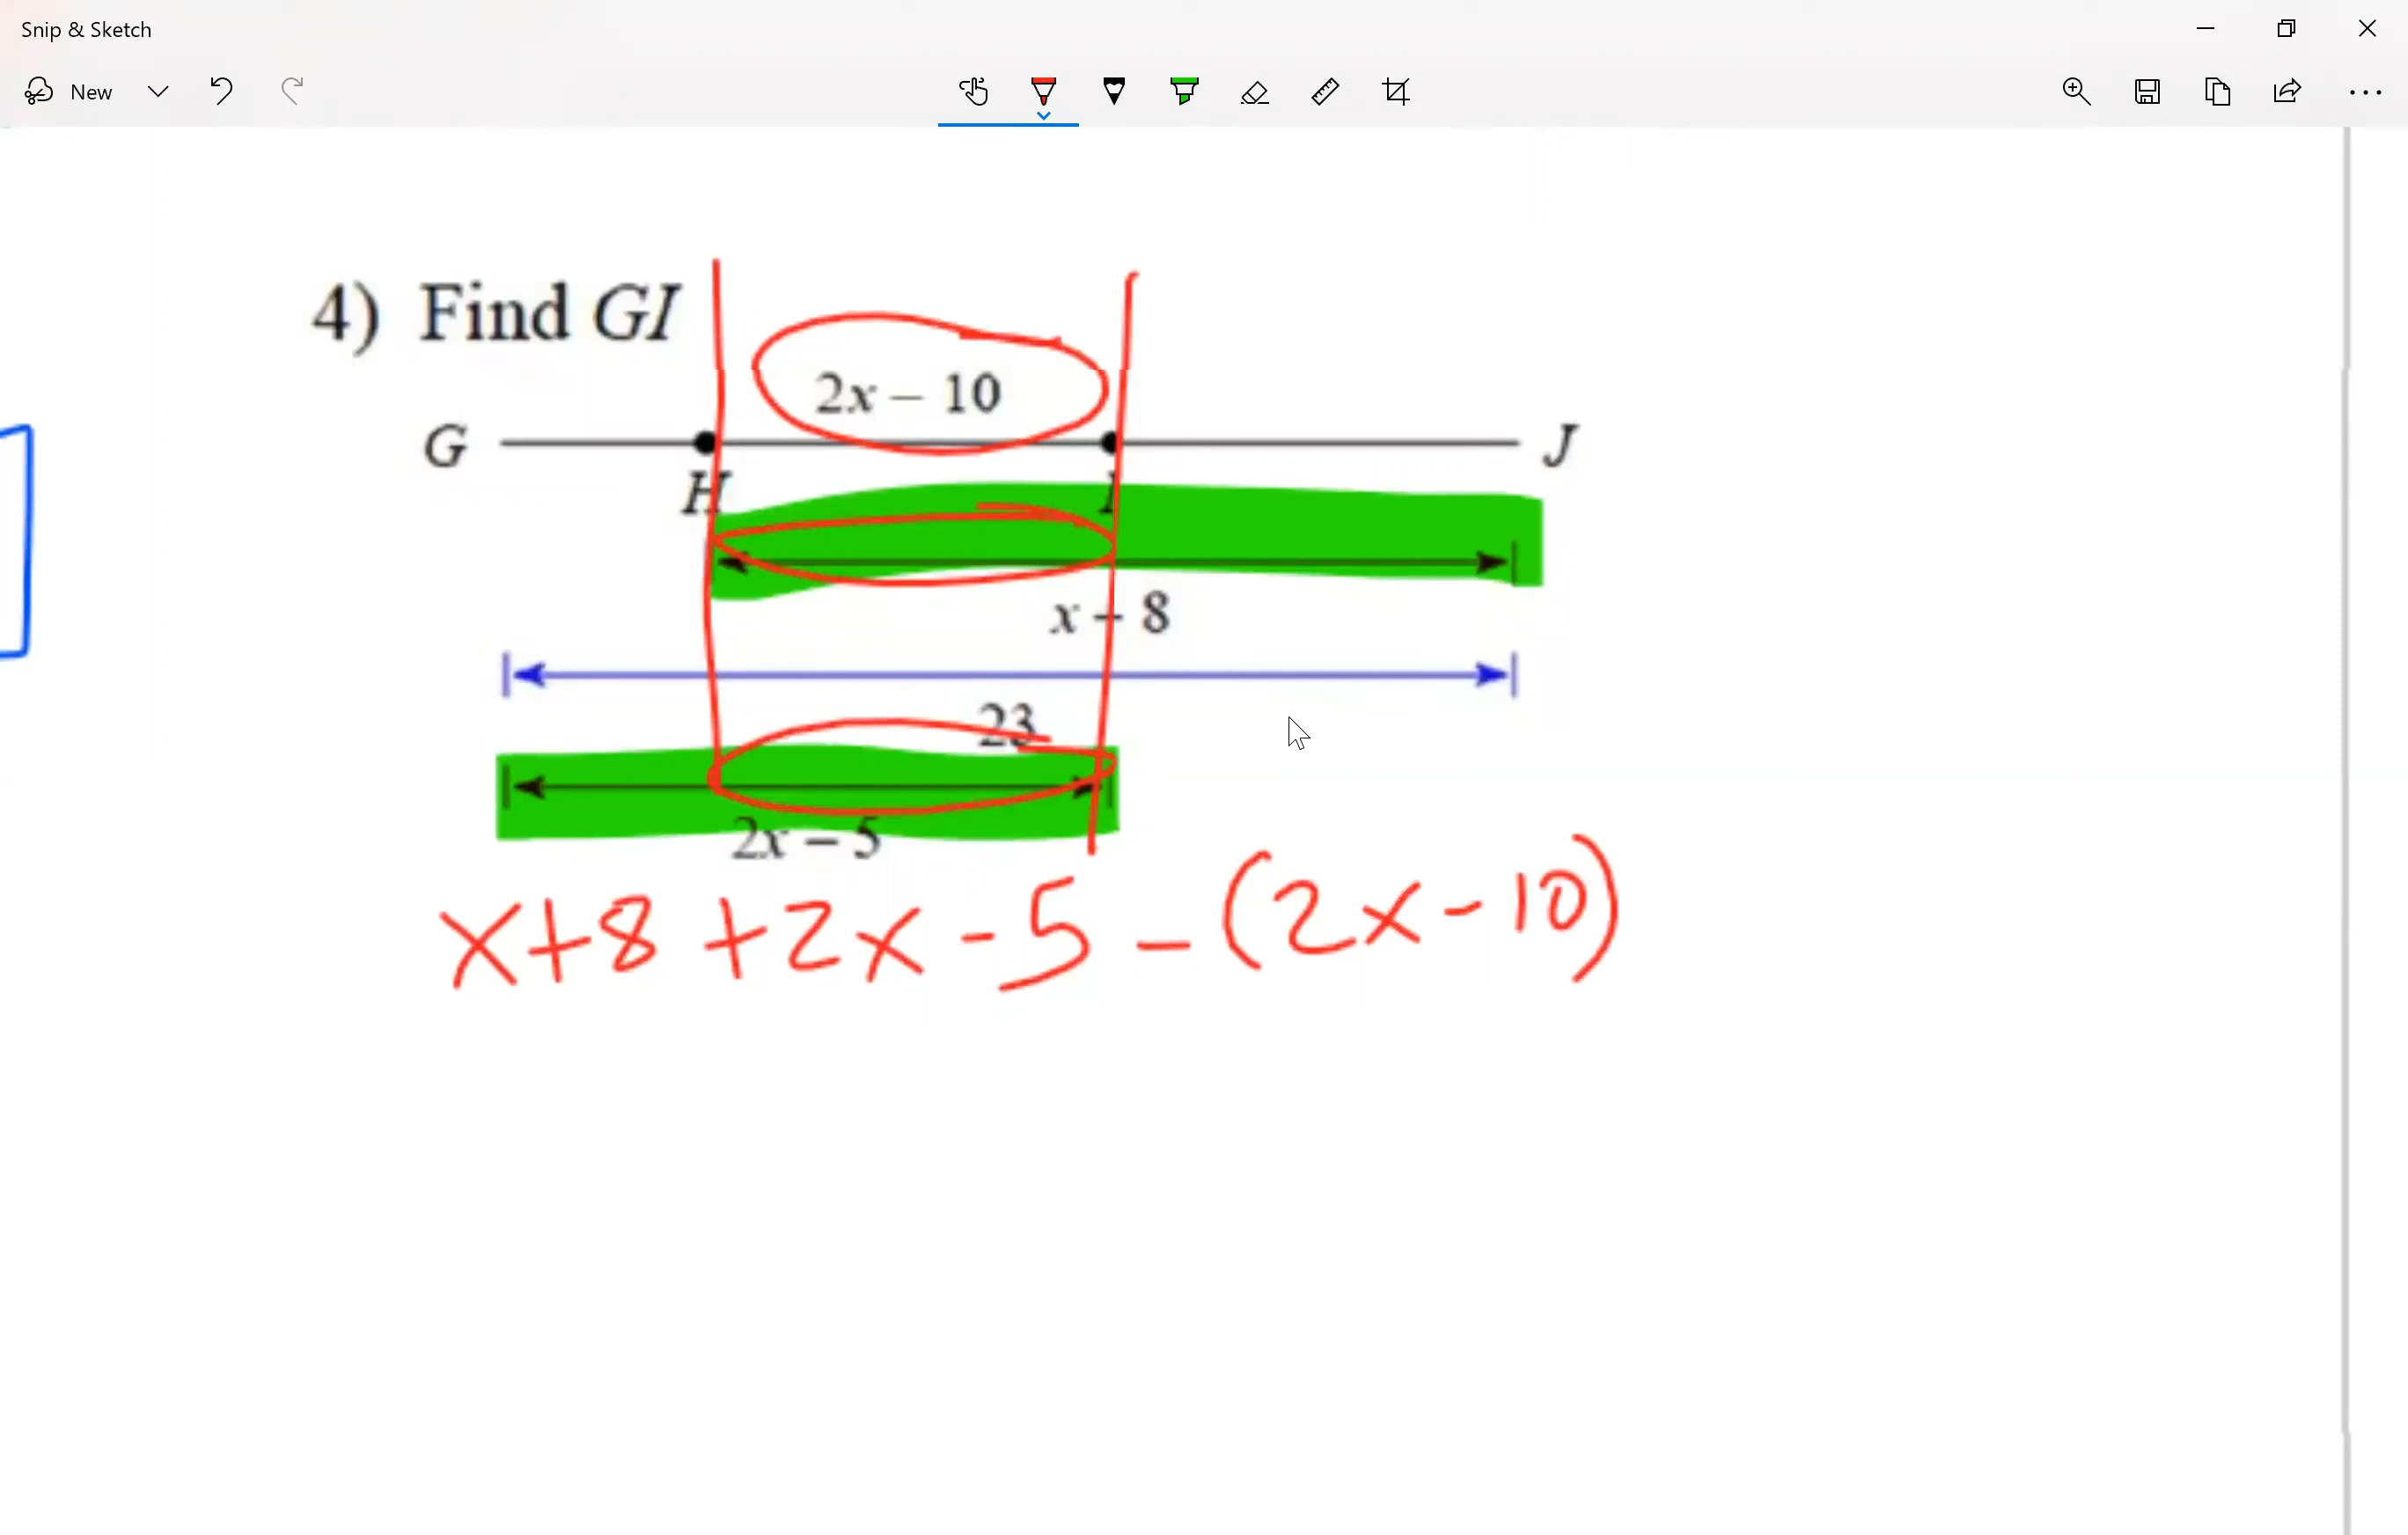 Snip & Sketch
New
4) Find GI
2x – 10
G
J
H
I
x + 8
23
2x – 5
x+8 +2x -5 -(2x-10)